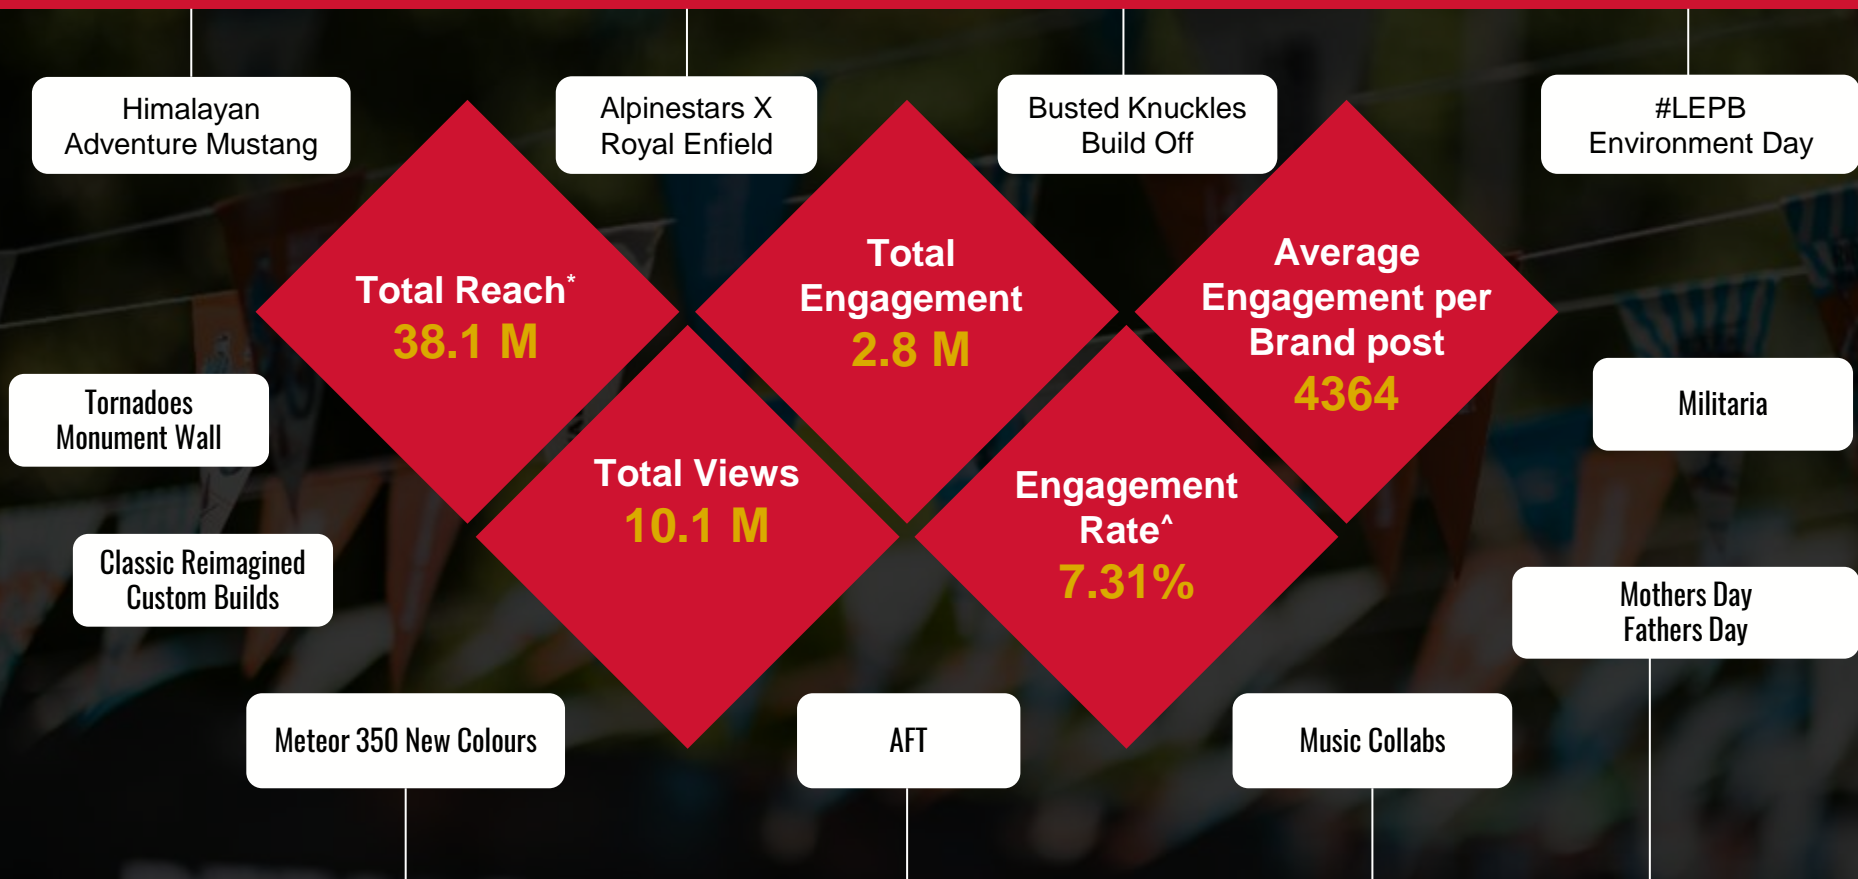 Himalayan
Adventure Mustang
Alpinestars X
Royal Enfield
Busted Knuckles
Build Off
#LEPB
Environment Day
Total Reach*
38.1 M
Total
Engagement
2.8 M
Average
Engagement per
Brand post
4364
Tornadoes
Monument Wall
Militaria
Total Views
10.1 M
Engagement
Rate^
7.31%
Classic Reimagined
Custom Builds
Mothers Day
Fathers Day
Meteor 350 New Colours
AFT
Music Collabs